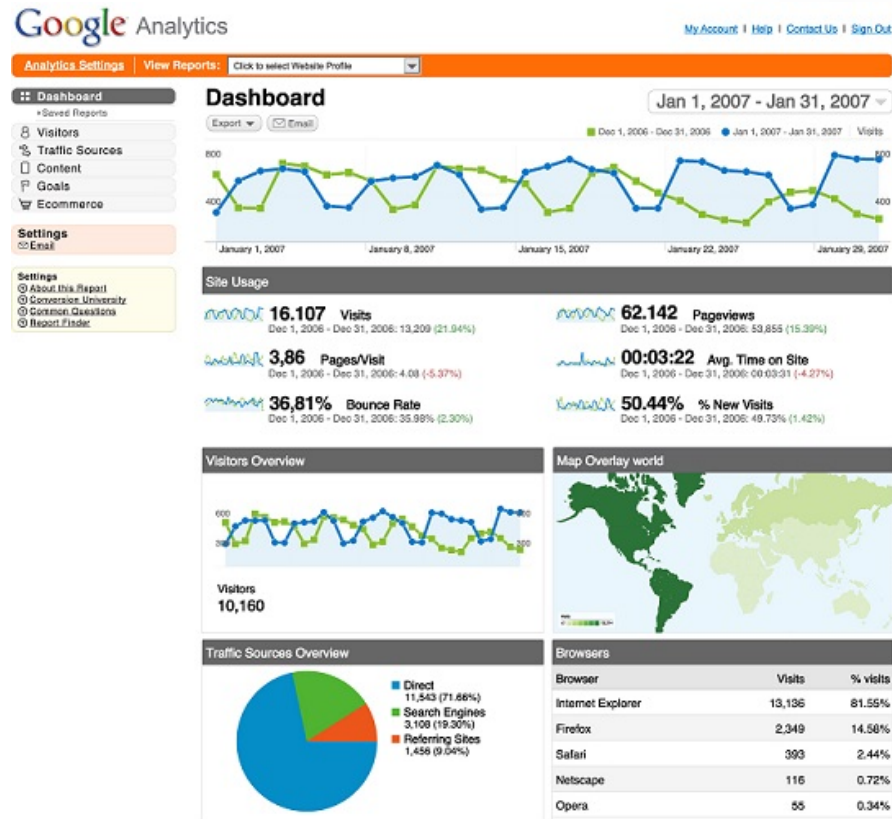 Google Analytics
My Account | Help | Contact Us | Sign Out
Analytics Settings | View Reports: Click to select Website Profile
Dashboard
Saved Reports
Visitors
Traffic Sources
Content
Goals
Ecommerce
Settings
Email
Settings
About this Report
Conversion University
Common Questions
Report Finder
Dashboard
Jan 1, 2007 - Jan 31, 2007
Export
Email
Dec 1, 2006 - Dec 31, 2006 Jan 1, 2007 - Jan 31, 2007 Visits
800 800
400 400
January 1, 2007 January 8, 2007 January 15, 2007 January 22, 2007 January 29, 2007
Site Usage
16.107 Visits
Dec 1, 2006 - Dec 31, 2006: 13,209 (21.94%)
62.142 Pageviews
Dec 1, 2006 - Dec 31, 2006: 53,855 (15.39%)
3,86 Pages/Visit
Dec 1, 2006 - Dec 31, 2006: 4.08 (-5.37%)
00:03:22 Avg. Time on Site
Dec 1, 2006 - Dec 31, 2006: 00:03:31 (-4.27%)
36,81% Bounce Rate
Dec 1, 2006 - Dec 31, 2006: 35.98% (2.30%)
50.44% % New Visits
Dec 1, 2006 - Dec 31, 2006: 49.73% (1.42%)
Visitors Overview
600
300
Visitors
10,160
Map Overlay world
Traffic Sources Overview
Direct
11,543 (71.66%)
Search Engines
3,108 (19.30%)
Referring Sites
1,456 (9.04%)
Browsers
Browser Visits % visits
Internet Explorer 13,136 81.55%
Firefox 2,349 14.58%
Safari 393 2.44%
Netscape 116 0.72%
Opera 55 0.34%